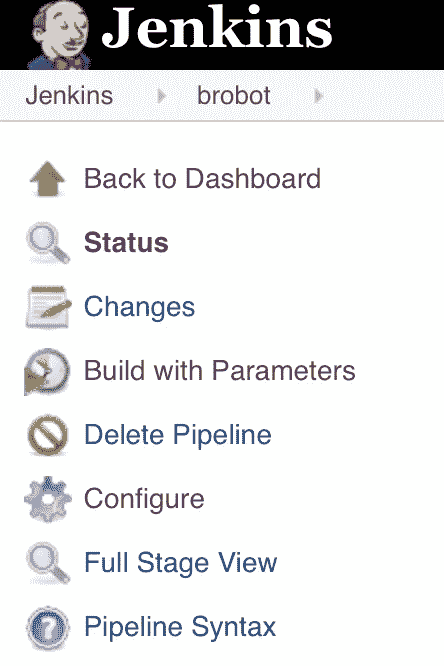 Jenkins
Jenkins brobot
Back to Dashboard
Status
Changes
Build with Parameters
Delete Pipeline
Configure
Full Stage View
? Pipeline Syntax